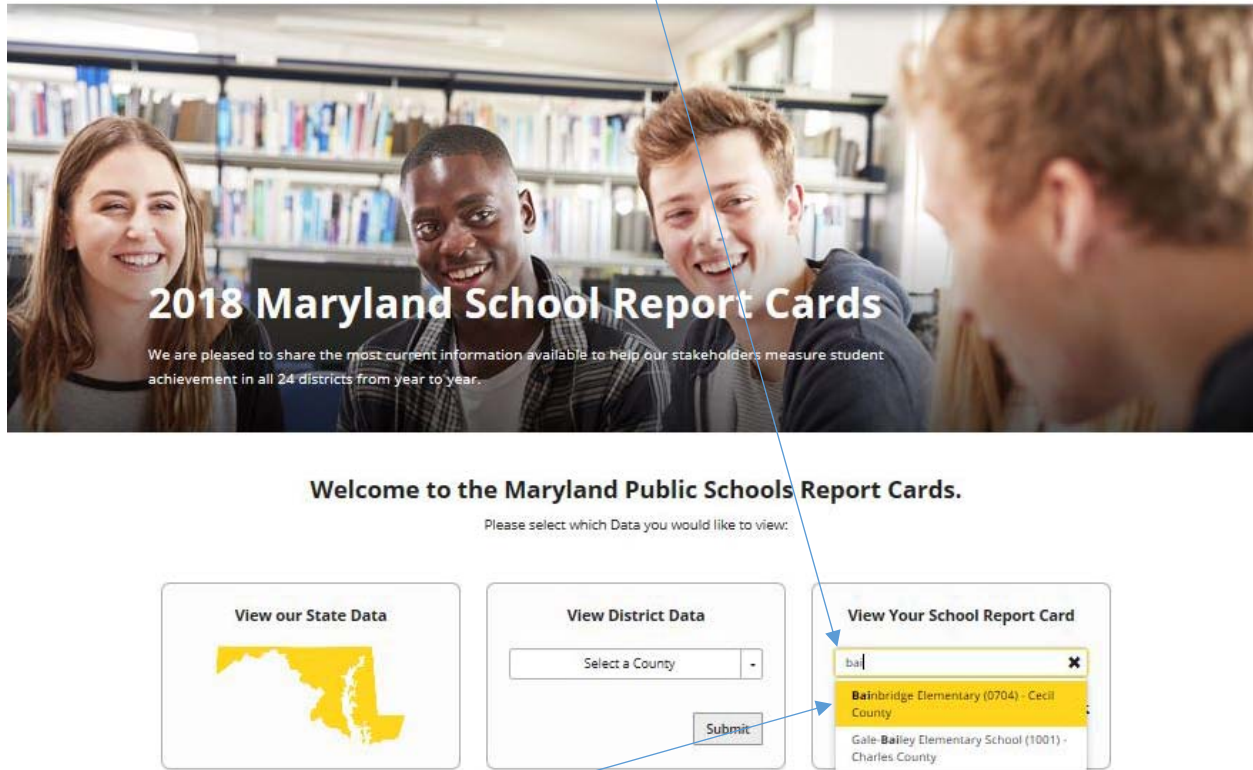 2018 Maryland School Report Cards
We are pleased to share the most current information available to help our stakeholders measure student
achievement in all 24 districts from year to year.
Welcome to the Maryland Public Schools Report Cards.
Please select which Data you would like to view:
View our State Data
View District Data
Select a County
Submit
View Your School Report Card
bai
Bainbridge Elementary (0704) - Cecil
County
Gale-Bailey Elementary School (1001) -
Charles County